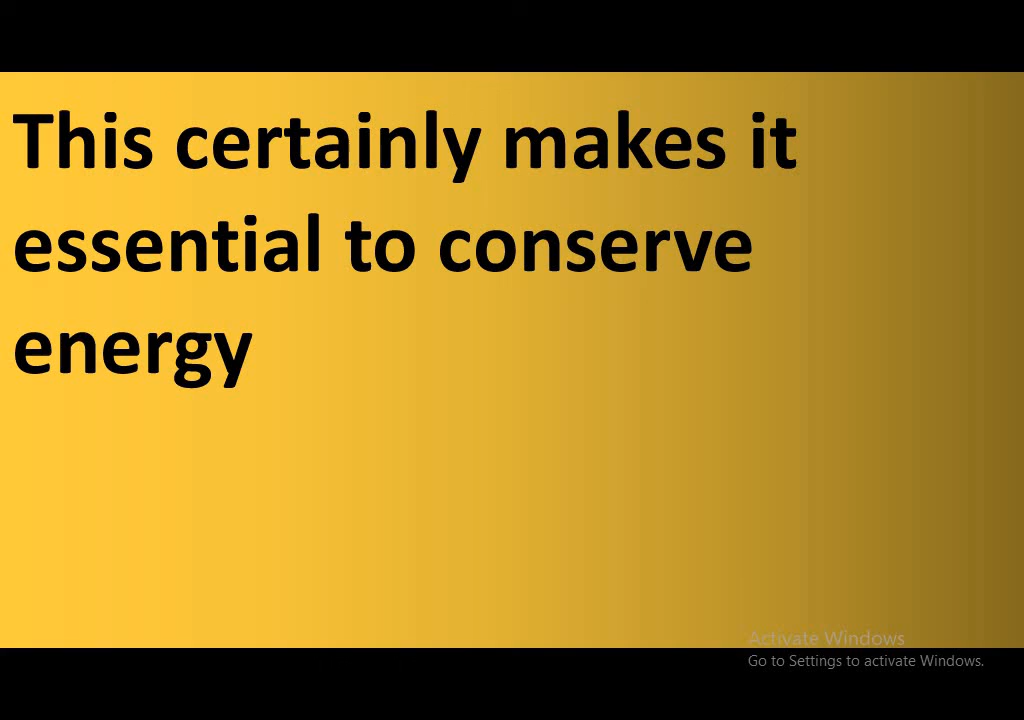 This certainly makes it
essential to conserve
energy
Activate Windows
Go to Settings to activate Windows.